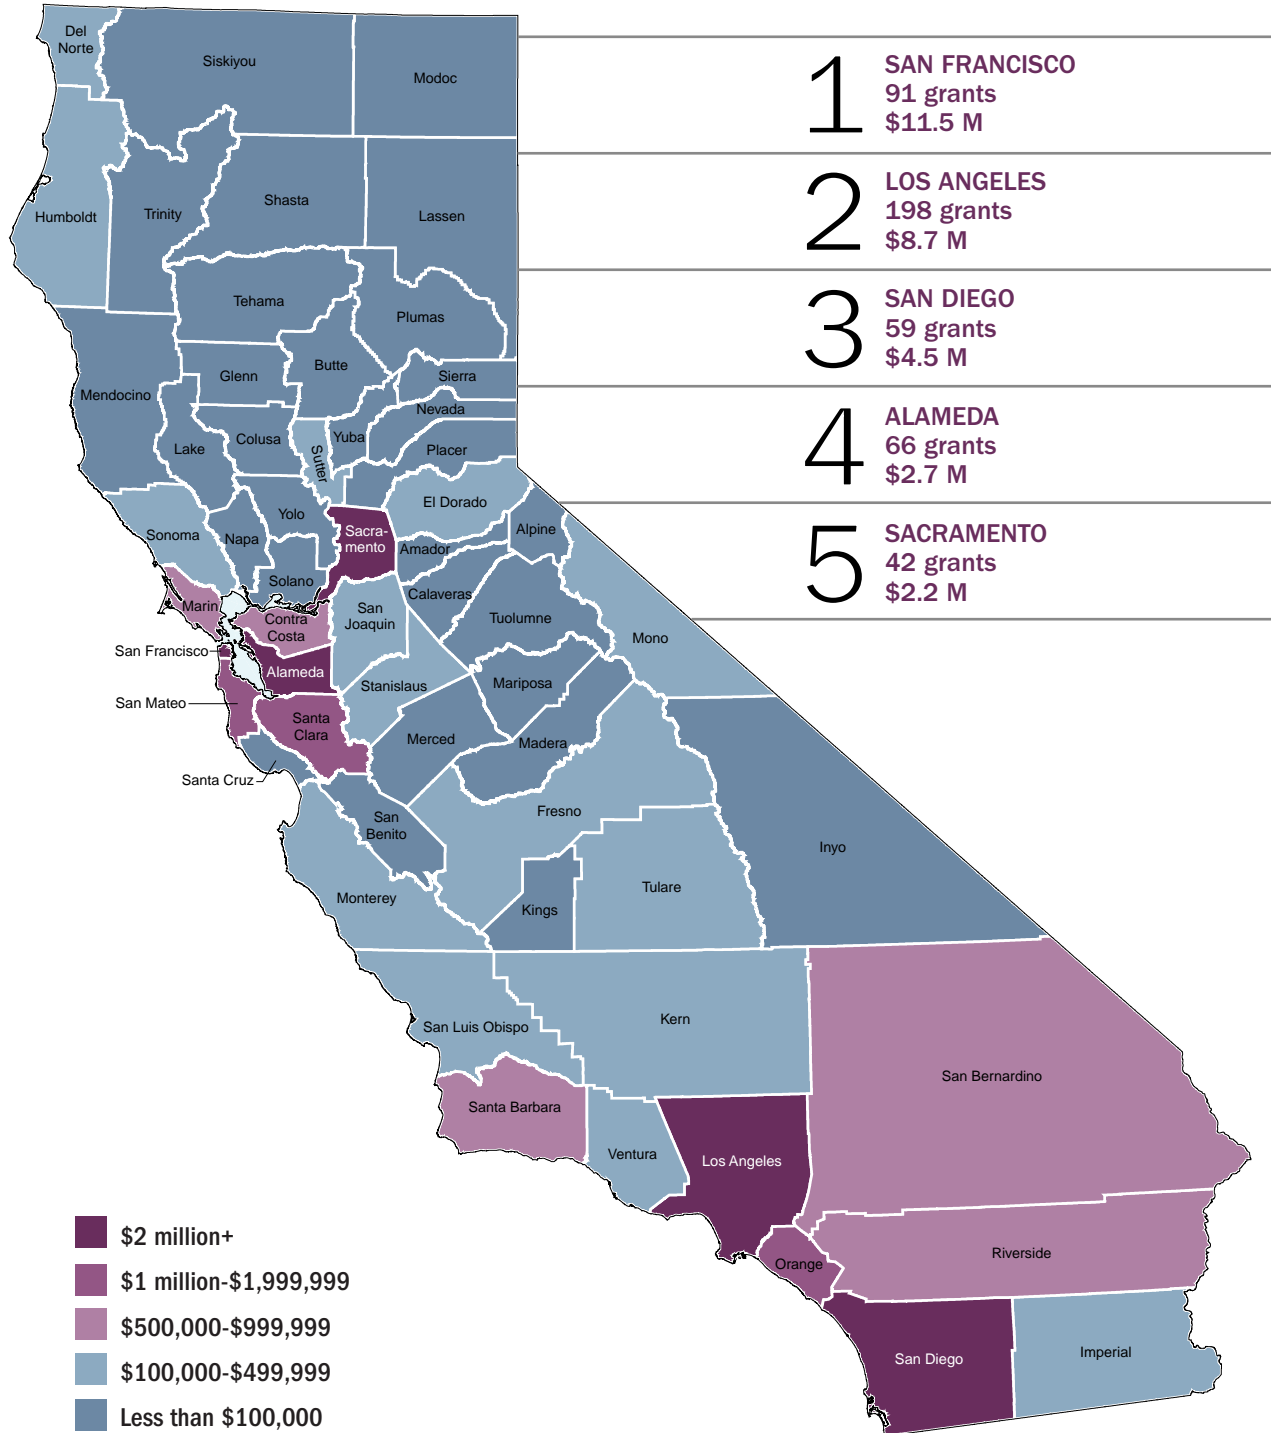 Del
Norte
Siskiyou
Modoc
Humboldt
Trinity
Shasta
Lassen
Tehama
Plumas
Mendocino
Glenn
Butte
Sierra
Nevada
Lake
Colusa
Sutter
Yuba
Placer
El Dorado
Sonoma
Napa
Yolo
Sacra-
mento
Amador
Alpine
Solano
Calaveras
Marin
Contra
Costa
San
Joaquin
Tuolumne
Mono
San Francisco
Alameda
Stanislaus
Mariposa
San Mateo
Santa
Clara
Merced
Madera
Santa Cruz
San
Benito
Fresno
Inyo
Monterey
Kings
Tulare
San Luis Obispo
Kern
Santa Barbara
San Bernardino
Ventura
Los Angeles
Orange
Riverside
San Diego
Imperial
1
SAN FRANCISCO
91 grants
$11.5 M
2
LOS ANGELES
198 grants
$8.7 M
3
SAN DIEGO
59 grants
$4.5 M
4
ALAMEDA
66 grants
$2.7 M
5
SACRAMENTO
42 grants
$2.2 M
$2 million+
$1 million-$1,999,999
$500,000-$999,999
$100,000-$499,999
Less than $100,000